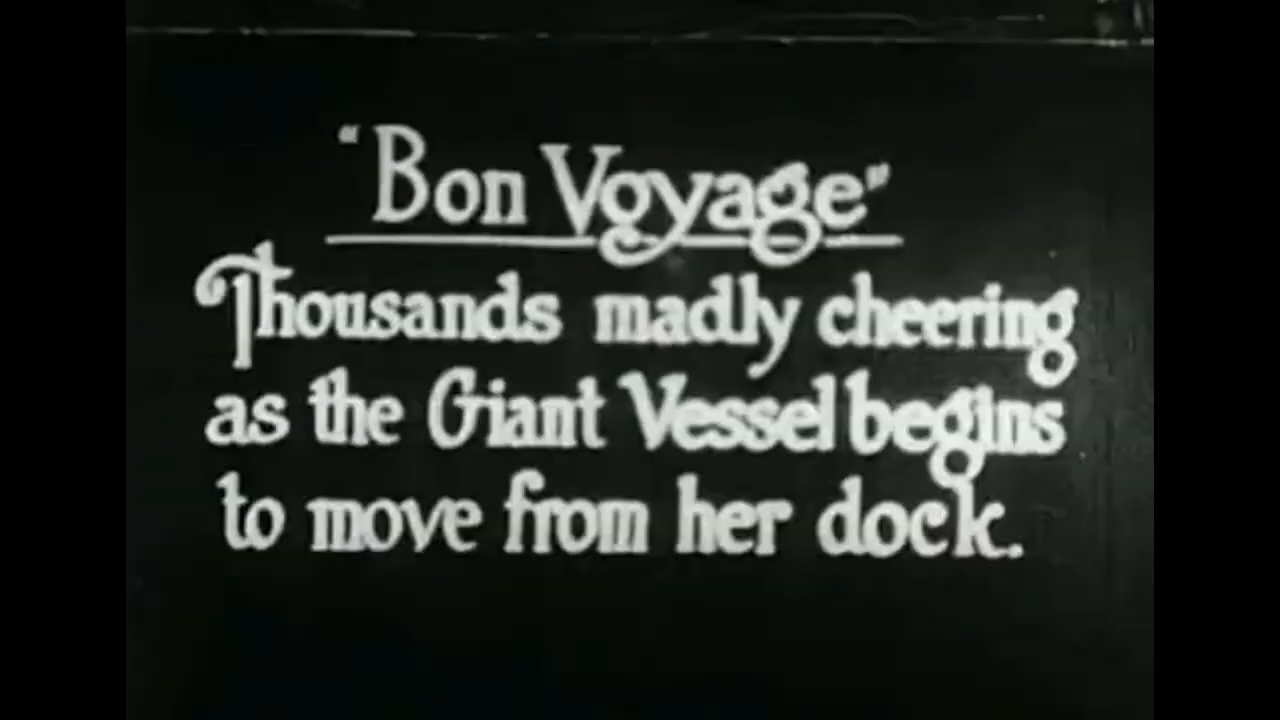 "Bon Voyage"
Thousands madly cheering
as the Giant Vessel begins
to move from her dock.